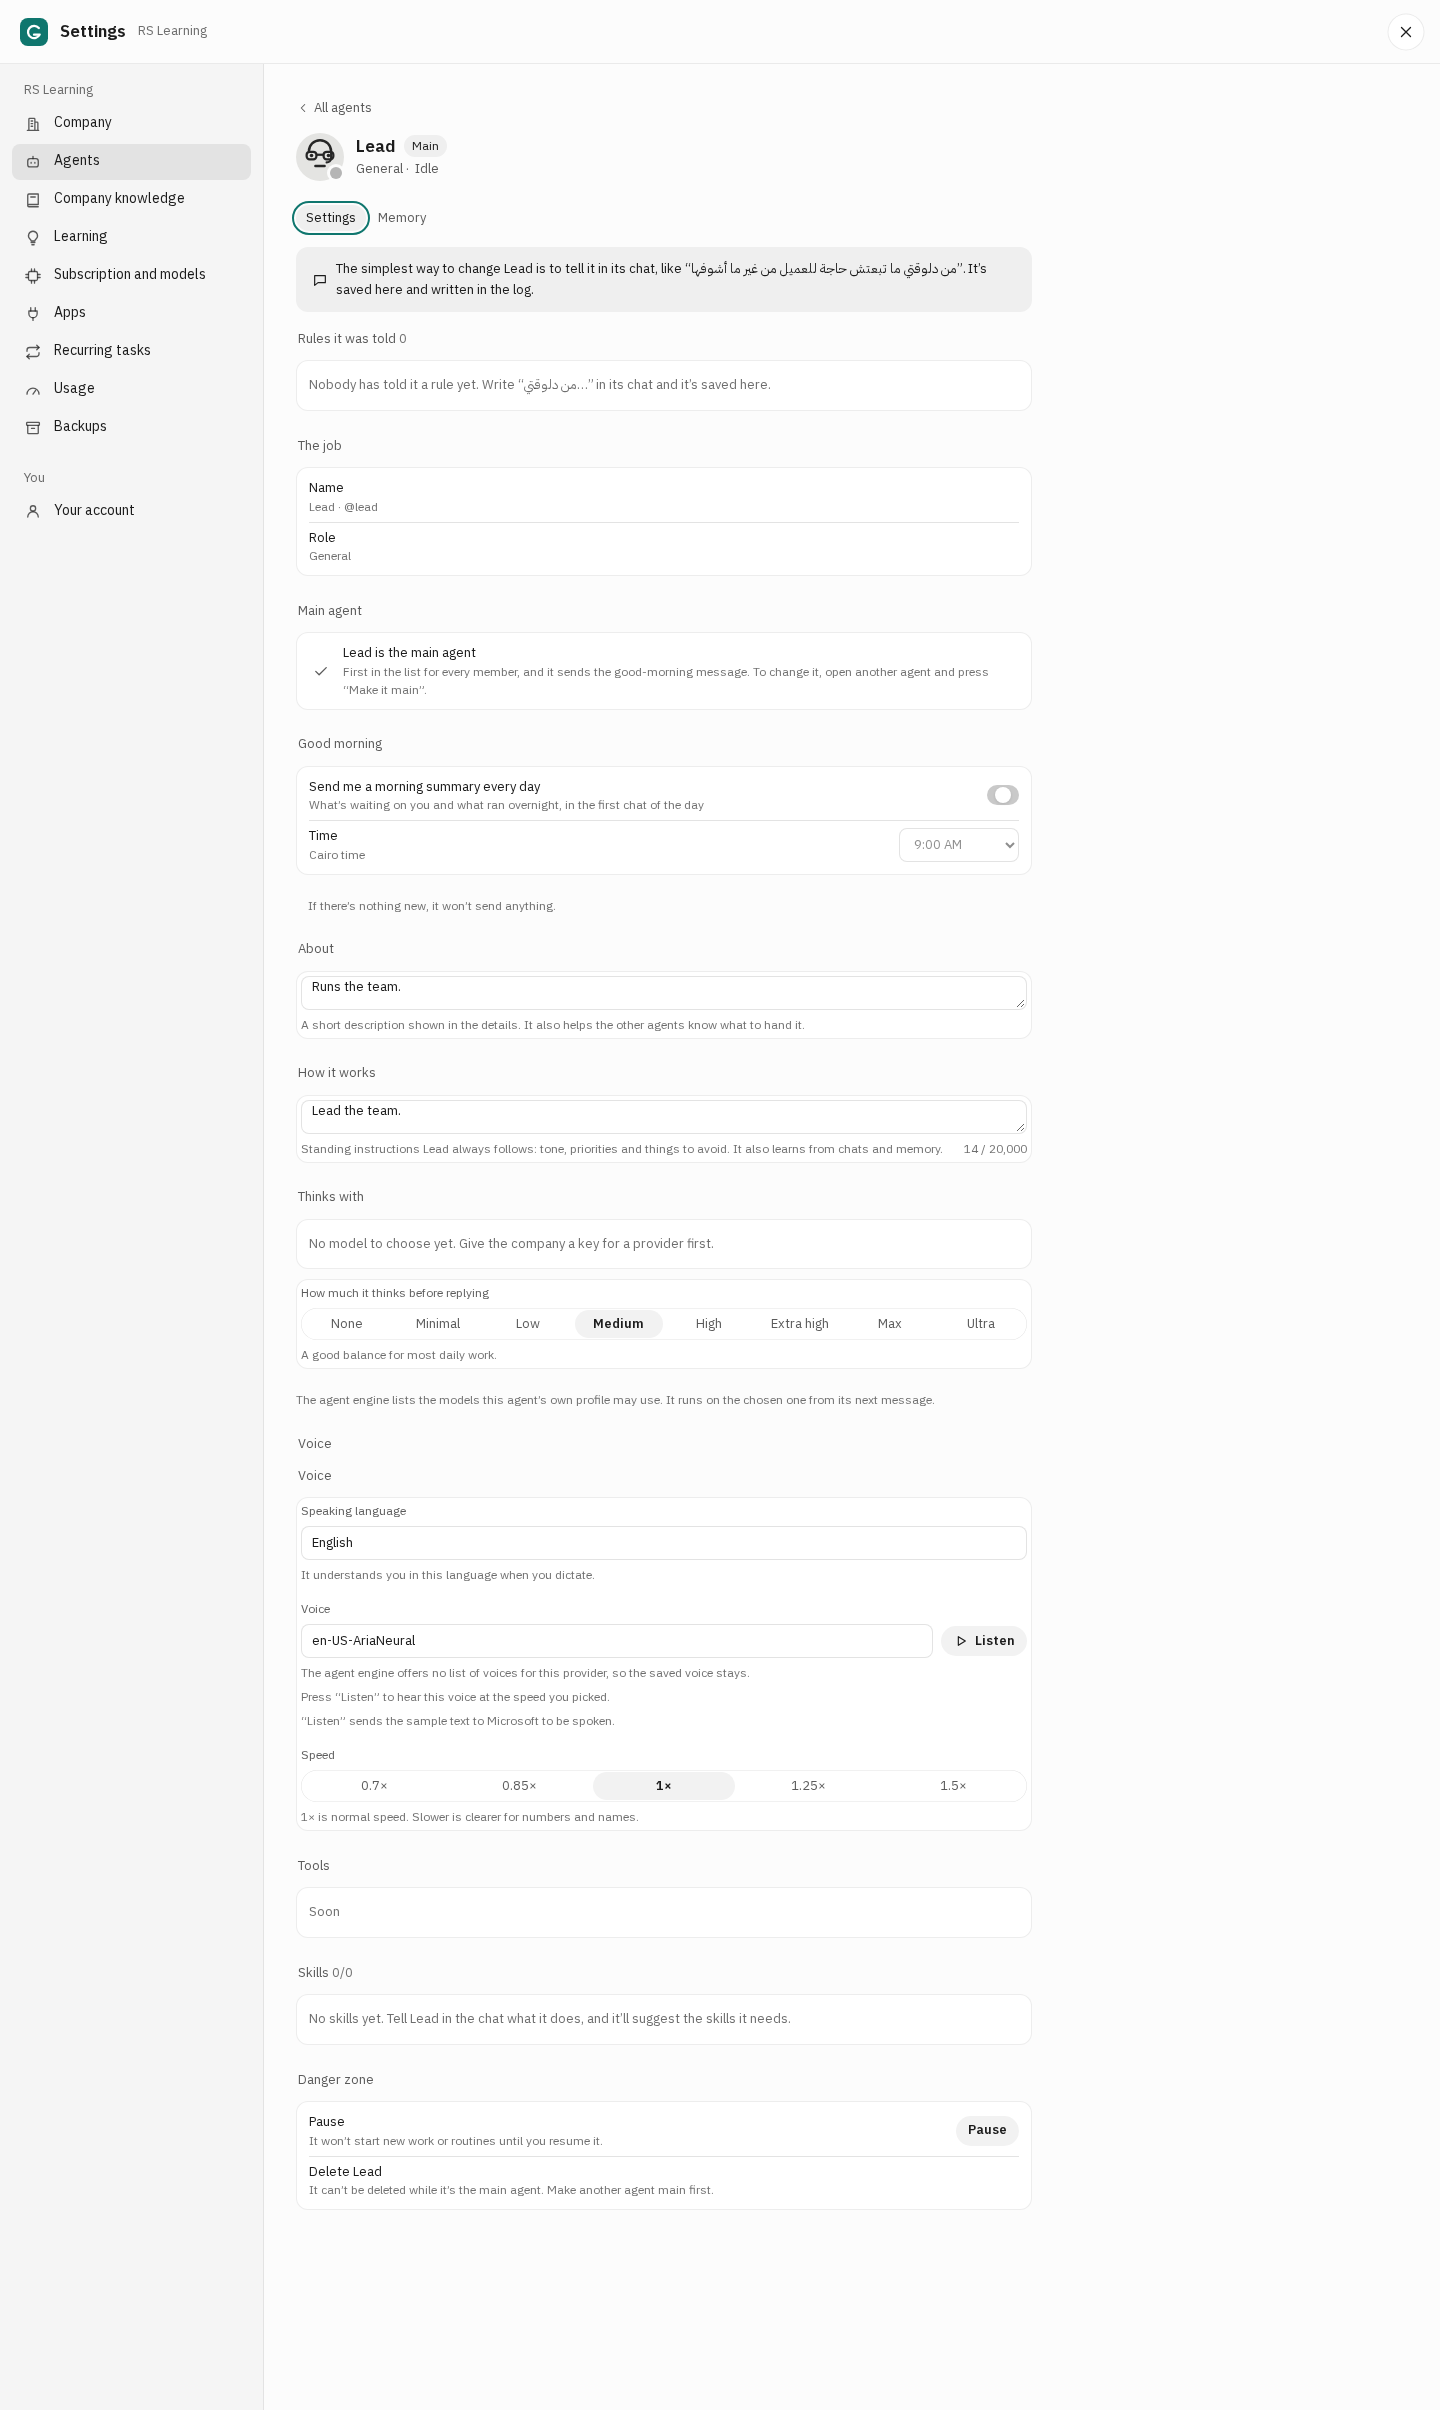 Settings RS Learning
RS Learning
Company
Agents
Company knowledge
Learning
Subscription and models
Apps
Recurring tasks
Usage
Backups
You
Your account
All agents
Lead Main
General · Idle
Settings Memory
The simplest way to change Lead is to tell it in its chat, like “من دلوقتي ما تبعتش حاجة للعميل من غير ما أشوفها”. It's
saved here and written in the log.
Rules it was told 0
Nobody has told it a rule yet. Write “من دلوقتي…” in its chat and it's saved here.
The job
Name
Lead · @lead
Role
General
Main agent
Lead is the main agent
First in the list for every member, and it sends the good-morning message. To change it, open another agent and press
“Make it main”.
Good morning
Send me a morning summary every day
What's waiting on you and what ran overnight, in the first chat of the day
Time
Cairo time
9:00 AM
If there's nothing new, it won't send anything.
About
Runs the team.
A short description shown in the details. It also helps the other agents know what to hand it.
How it works
Lead the team.
Standing instructions Lead always follows: tone, priorities and things to avoid. It also learns from chats and memory. 14 / 20,000
Thinks with
No model to choose yet. Give the company a key for a provider first.
How much it thinks before replying
None Minimal Low Medium High Extra high Max Ultra
A good balance for most daily work.
The agent engine lists the models this agent's own profile may use. It runs on the chosen one from its next message.
Voice
Voice
Speaking language
English
It understands you in this language when you dictate.
Voice
en-US-AriaNeural Listen
The agent engine offers no list of voices for this provider, so the saved voice stays.
Press “Listen” to hear this voice at the speed you picked.
“Listen” sends the sample text to Microsoft to be spoken.
Speed
0.7× 0.85× 1× 1.25× 1.5×
1× is normal speed. Slower is clearer for numbers and names.
Tools
Soon
Skills 0/0
No skills yet. Tell Lead in the chat what it does, and it'll suggest the skills it needs.
Danger zone
Pause
It won't start new work or routines until you resume it.
Pause
Delete Lead
It can't be deleted while it's the main agent. Make another agent main first.